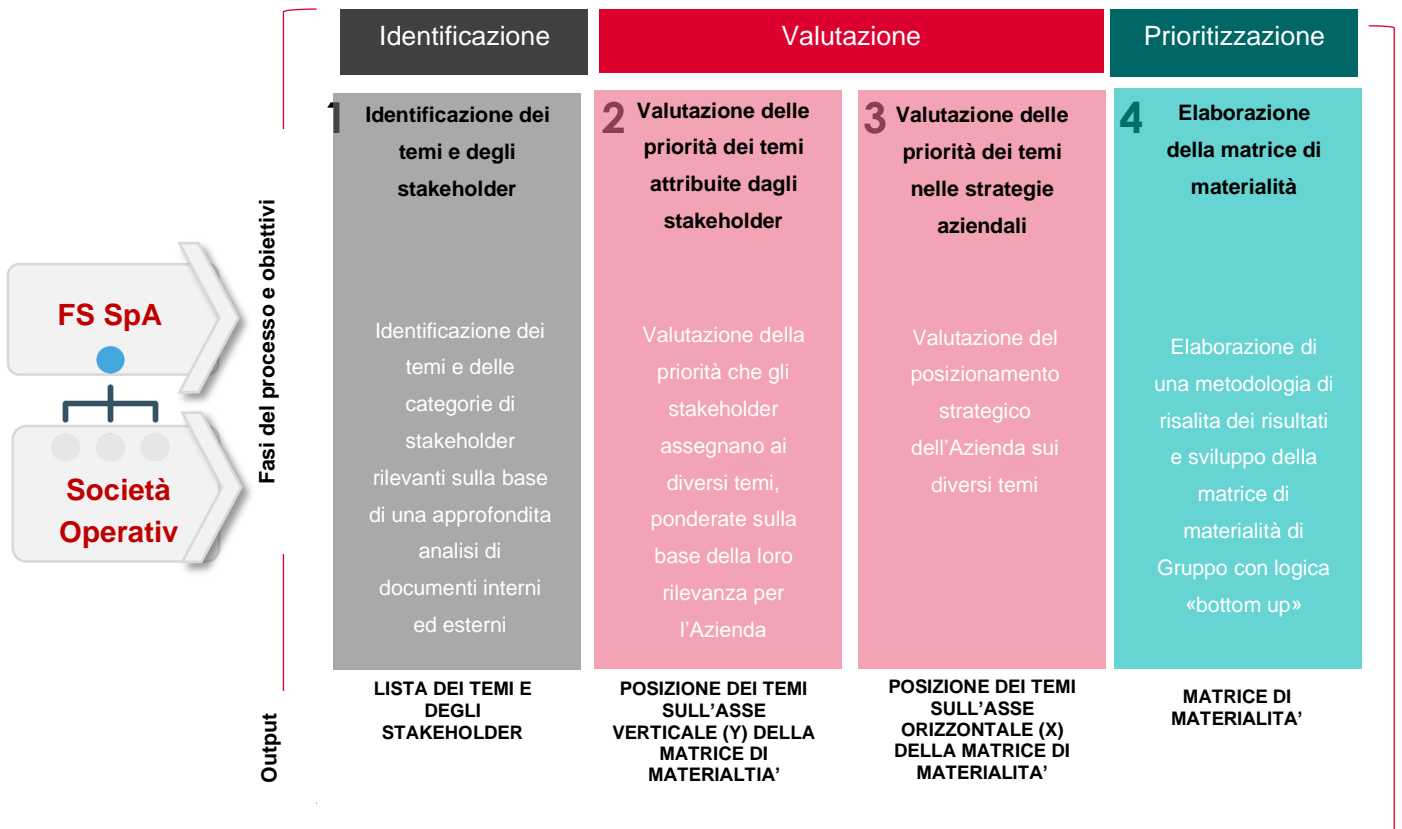 Identificazione
Valutazione
Prioritizzazione
FS SpA
Società
Operativ
Fasi del processo e obiettivi
Output
1
Identificazione dei
temi e degli
stakeholder
Identificazione dei
temi e delle
categorie di
stakeholder
rilevanti sulla base
di una approfondita
analisi di
documenti interni
ed esterni
LISTA DEI TEMI E
DEGLI
STAKEHOLDER
2
Valutazione delle
priorità dei temi
attribuite dagli
stakeholder
Valutazione della
priorità che gli
stakeholder
assegnano ai
diversi temi,
ponderate sulla
base della loro
rilevanza per
l’Azienda
POSIZIONE DEI TEMI
SULL’ASSE
VERTICALE (Y) DELLA
MATRICE DI
MATERIALTIA’
3
Valutazione delle
priorità dei temi
nelle strategie
aziendali
Valutazione del
posizionamento
strategico
dell’Azienda sui
diversi temi
POSIZIONE DEI TEMI
SULL’ASSE
ORIZZONTALE (X)
DELLA MATRICE DI
MATERIALITA’
4
Elaborazione
della matrice di
materialità
Elaborazione di
una metodologia di
risalita dei risultati
e sviluppo della
matrice di
materialità di
Gruppo con logica
«bottom up»
MATRICE DI
MATERIALITA’